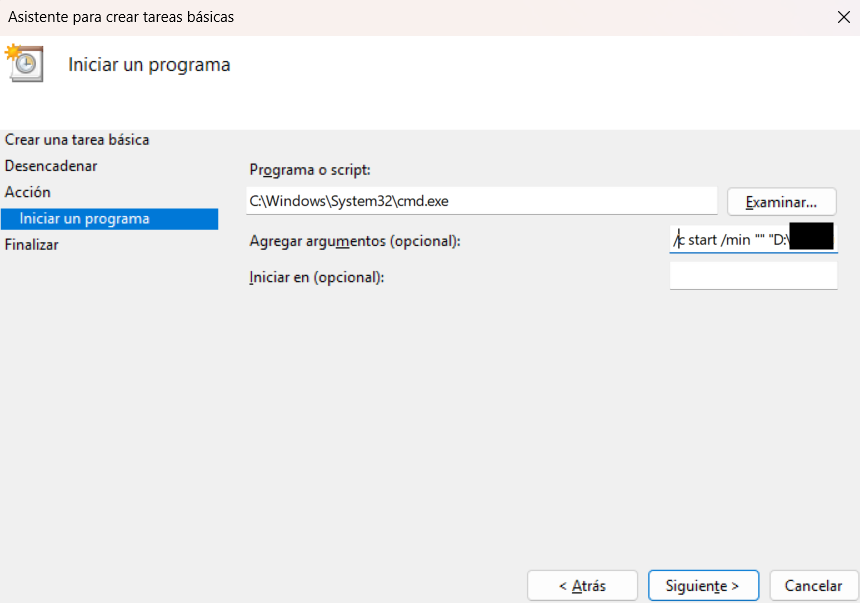 Asistente para crear tareas básicas
Iniciar un programa
Crear una tarea básica
Desencadenar
Acción
Iniciar un programa
Finalizar
Programa o script:
C:\Windows\System32\cmd.exe
Examinar...
Agregar argumentos (opcional):
/c start /min "" "D:\
Iniciar en (opcional):
< Atrás
Siguiente >
Cancelar